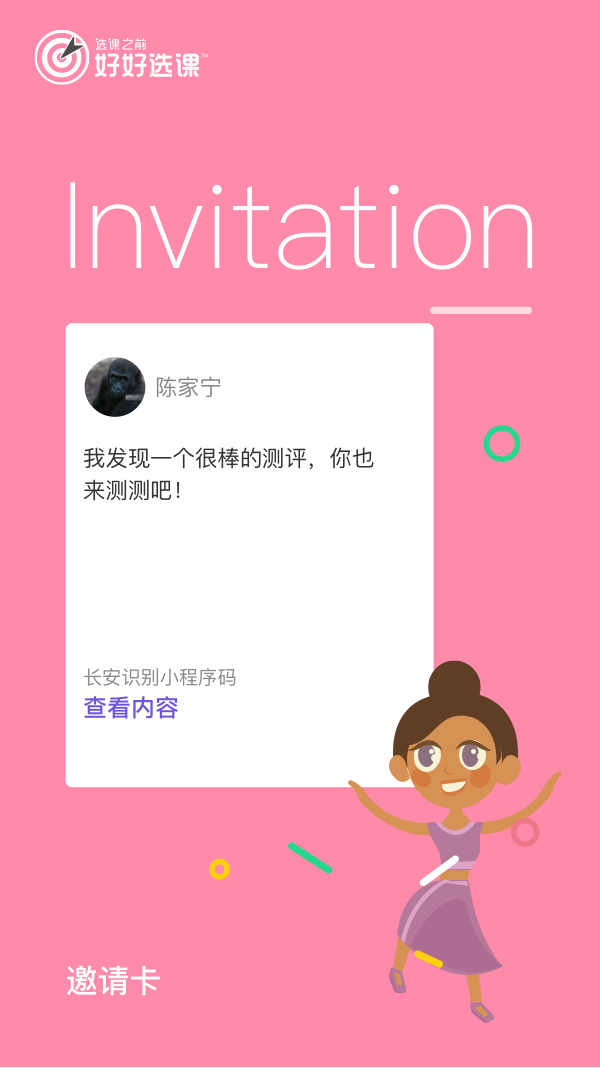 选课之前
好好选课™
Invitation
陈家宁
我发现一个很棒的测评，你也
来测测吧！
长安识别小程序码
查看内容
邀请卡